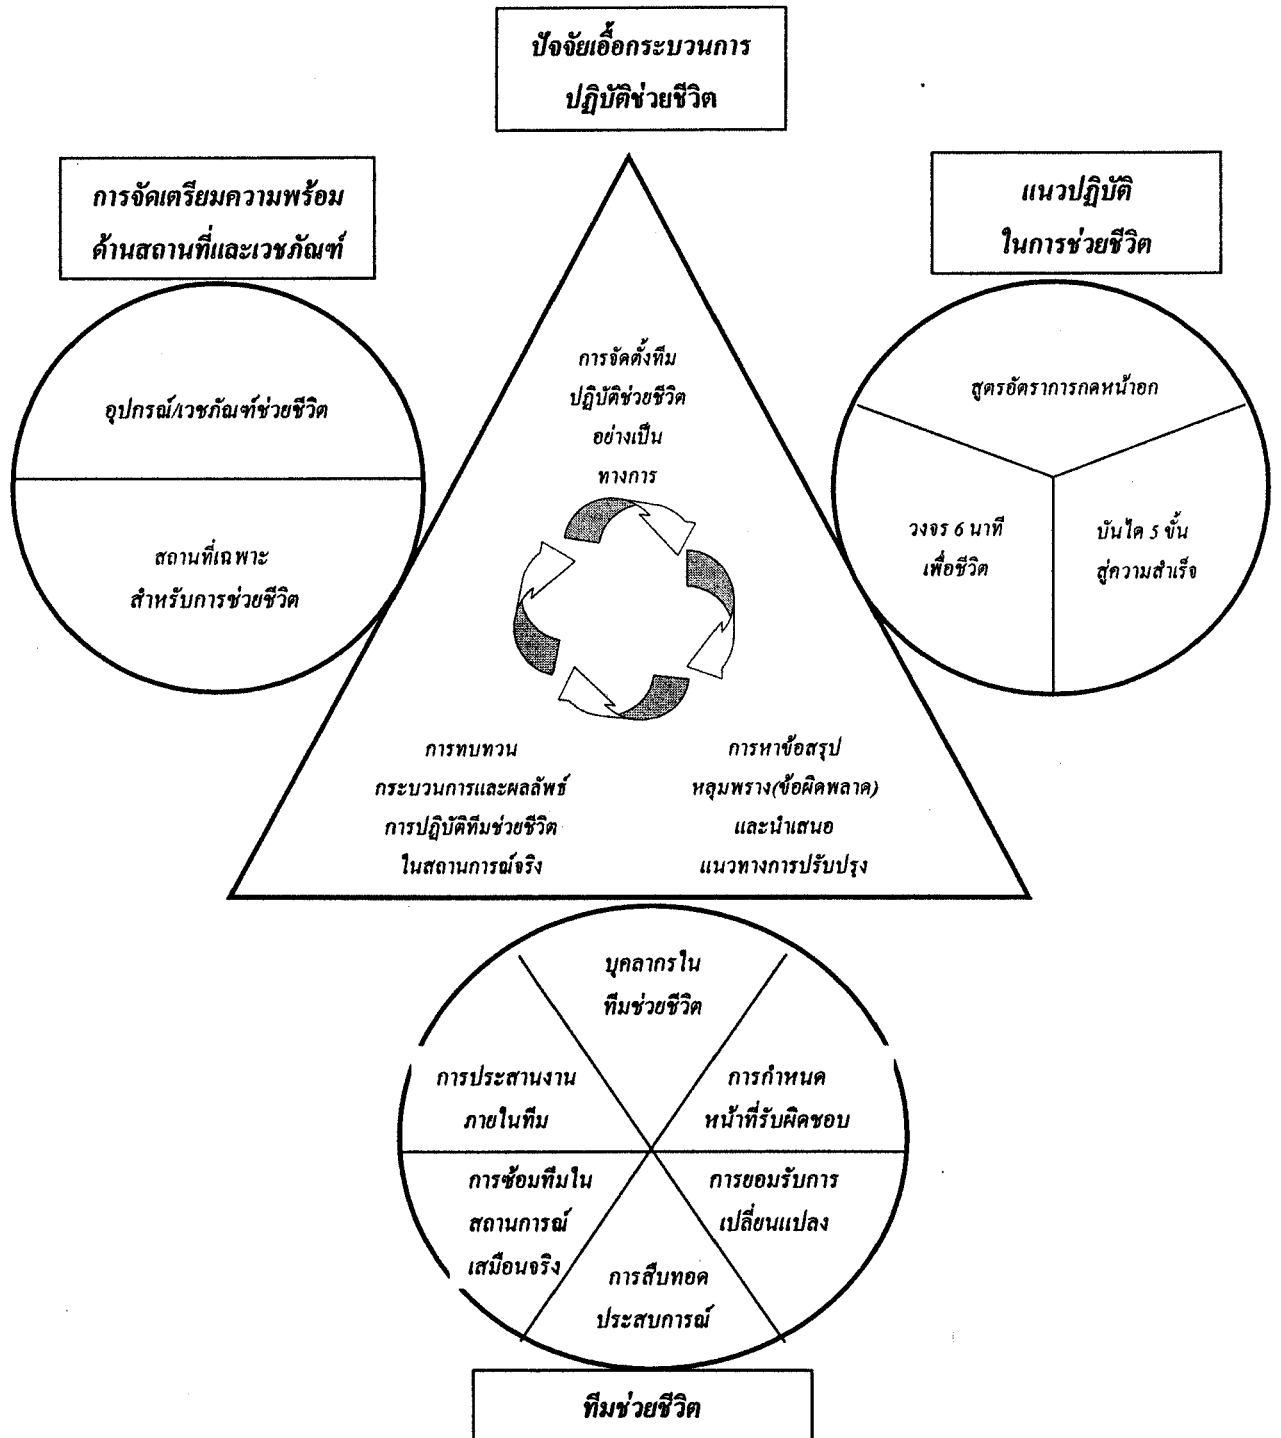 ปัจจัยเอื้อกระบวนการ
ปฏิบัติช่วยชีวิต
การจัดเตรียมความพร้อม
ด้านสถานที่และเวชภัณฑ์
แนวปฏิบัติ
ในการช่วยชีวิต
อุปกรณ์/เวชภัณฑ์ช่วยชีวิต
สถานที่เฉพาะ
สำหรับการช่วยชีวิต
การจัดตั้งทีม
ปฏิบัติช่วยชีวิต
อย่างเป็น
ทางการ
สูตรอัตราการกดหน้าอก
วงจร 6 นาที
เพื่อชีวิต
บันใด 5 ขั้น
สู่ความสำเร็จ
การทบทวน
กระบวนการและผลลัพธ์
การปฏิบัติทีมช่วยชีวิต
ในสถานการณ์จริง
การหาข้อสรุป
หลุมพราง(ข้อผิดพลาด)
และนำเสนอ
แนวทางการปรับปรุง
บุคลากรใน
ทีมช่วยชีวิต
การประสานงาน
ภายในทีม
การกำหนด
หน้าที่รับผิดชอบ
การซ้อมทีมใน
สถานการณ์
เสมือนจริง
การยอมรับการ
เปลี่ยนแปลง
การสืบทอด
ประสบการณ์
ทีมช่วยชีวิต